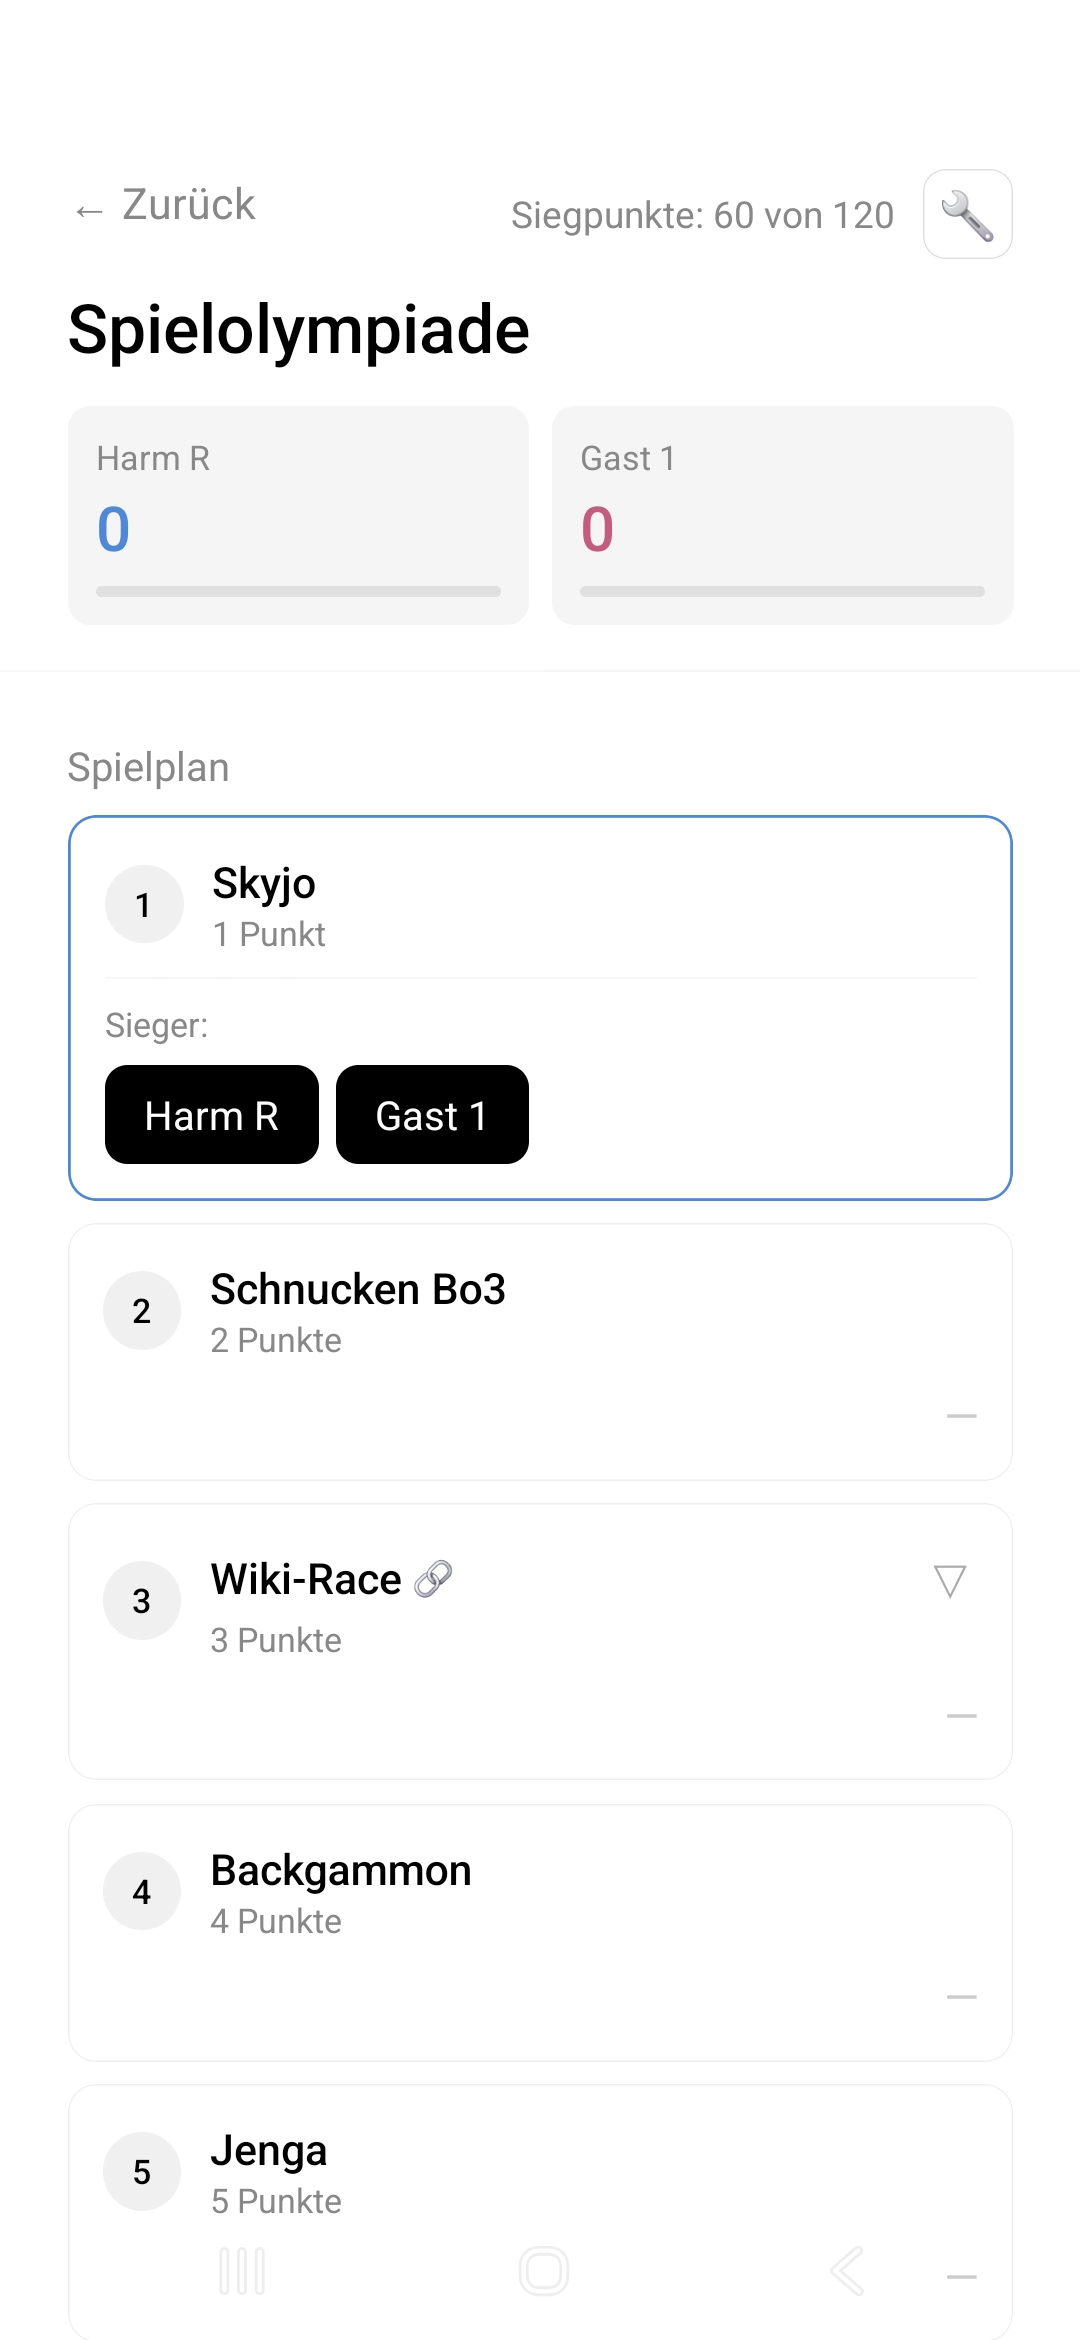 ← Zurück
Siegpunkte: 60 von 120
Spielolympiade
Harm R
0
Gast 1
0
Spielplan
1
Skyjo
1 Punkt
Sieger:
Harm R
Gast 1
2
Schnucken Bo3
2 Punkte
—
3
Wiki-Race
3 Punkte
—
4
Backgammon
4 Punkte
—
5
Jenga
5 Punkte
—